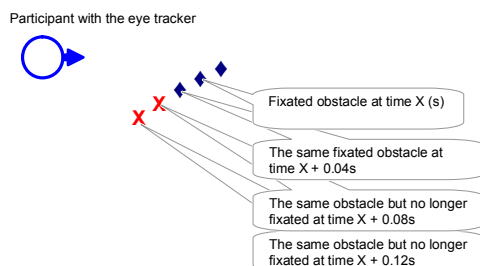 Participant with the eye tracker
X
X
Fixated obstacle at time X (s)
The same fixated obstacle at
time X + 0.04s
The same obstacle but no longer
fixated at time X + 0.08s
The same obstacle but no longer
fixated at time X + 0.12s